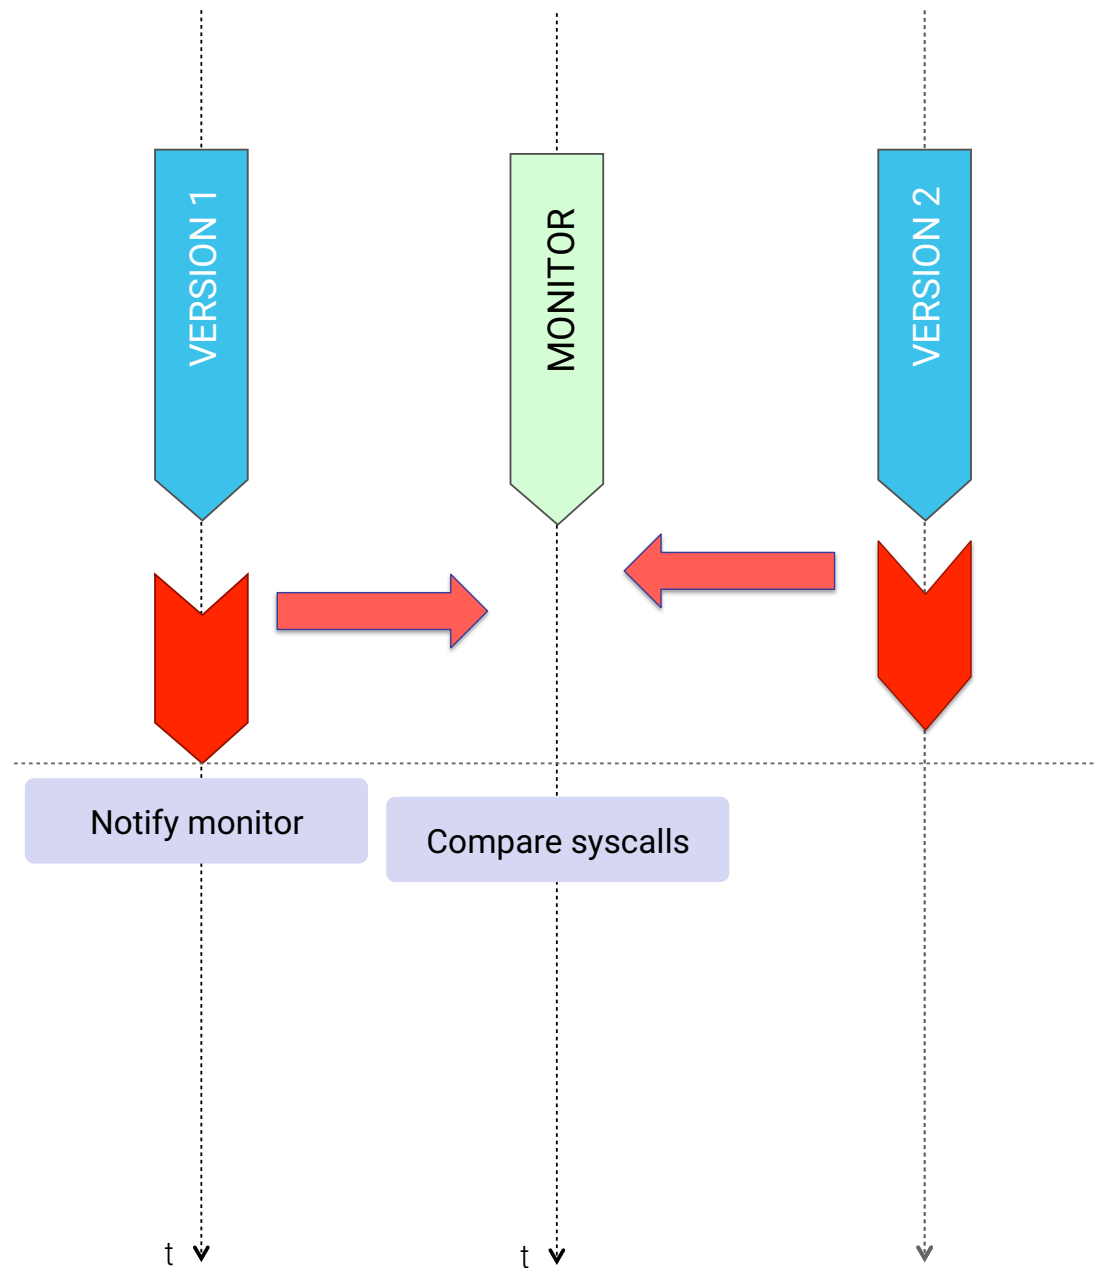 VERSION 1
MONITOR
VERSION 2
Notify monitor
Compare syscalls
t
t